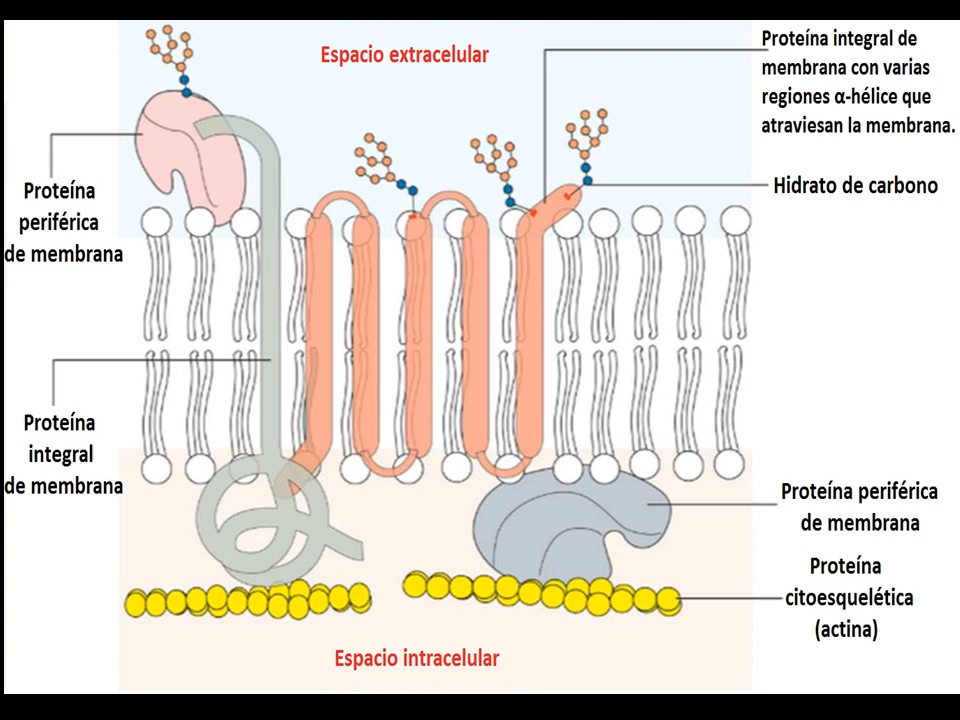 Espacio extracelular
Proteína integral de
membrana con varias
regiones α-hélice que
atraviesan la membrana.
Hidrato de carbono
Proteína
periférica
de membrana
Proteína
integral
de membrana
Proteína periférica
de membrana
Proteína
citoesquelética
(actina)
Espacio intracelular